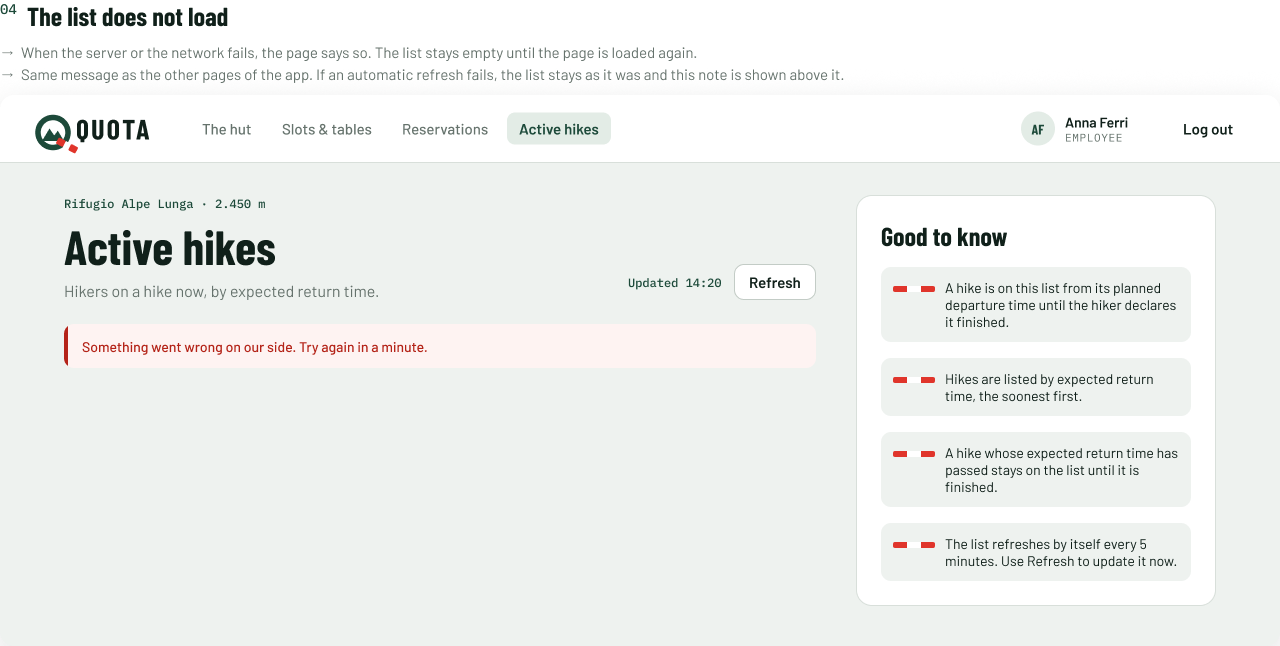 04 The list does not load
→ When the server or the network fails, the page says so. The list stays empty until the page is loaded again.
→ Same message as the other pages of the app. If an automatic refresh fails, the list stays as it was and this note is shown above it.
QUOTA
The hut
Slots & tables
Reservations
Active hikes
AF
Anna Ferri
EMPLOYEE
Log out
Rifugio Alpe Lunga · 2.450 m
Active hikes
Hikers on a hike now, by expected return time.
Updated 14:20
Refresh
Something went wrong on our side. Try again in a minute.
Good to know
A hike is on this list from its planned
departure time until the hiker declares
it finished.
Hikes are listed by expected return
time, the soonest first.
A hike whose expected return time has
passed stays on the list until it is
finished.
The list refreshes by itself every 5
minutes. Use Refresh to update it now.